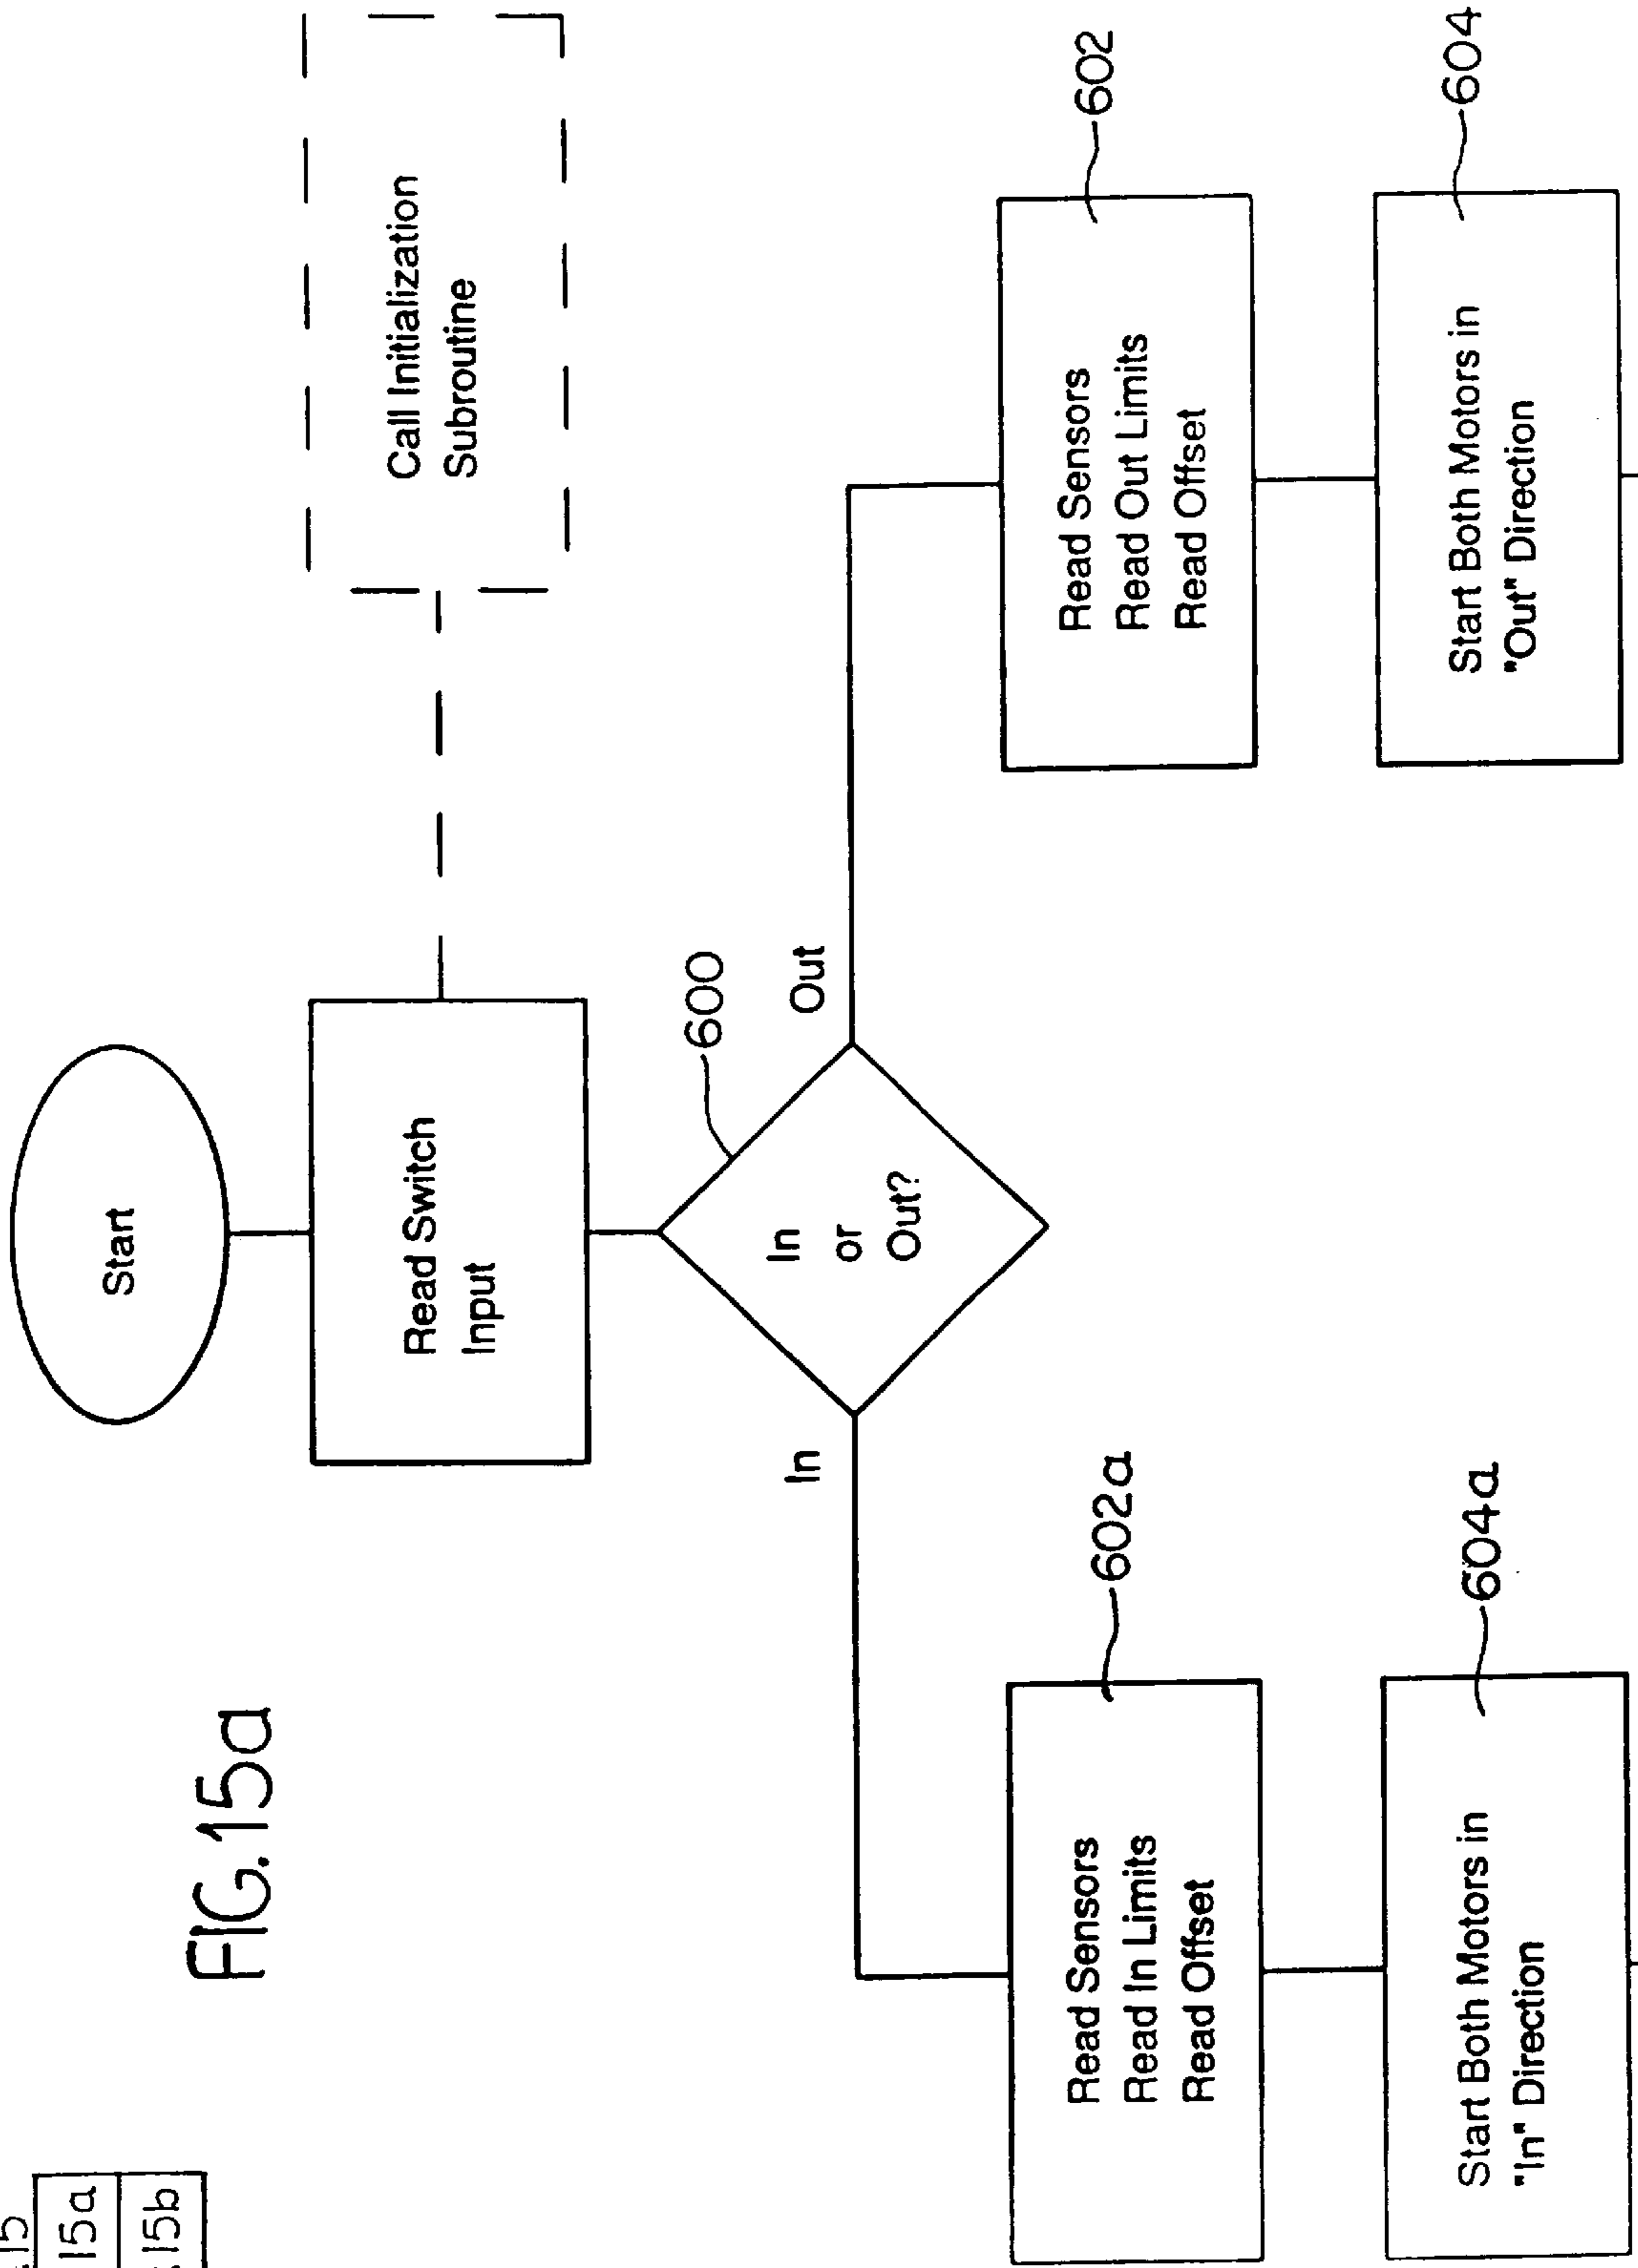 15
15a
15b
FIG. 15a
Start
Read Switch
Input
Call Initialization
Subroutine
600
In
or
Out?
In
Out
Read Sensors
Read In Limits
Read Offset
602a
Read Sensors
Read Out Limits
Read Offset
602
Start Both Motors in
"In" Direction
604a
Start Both Motors in
"Out" Direction
604